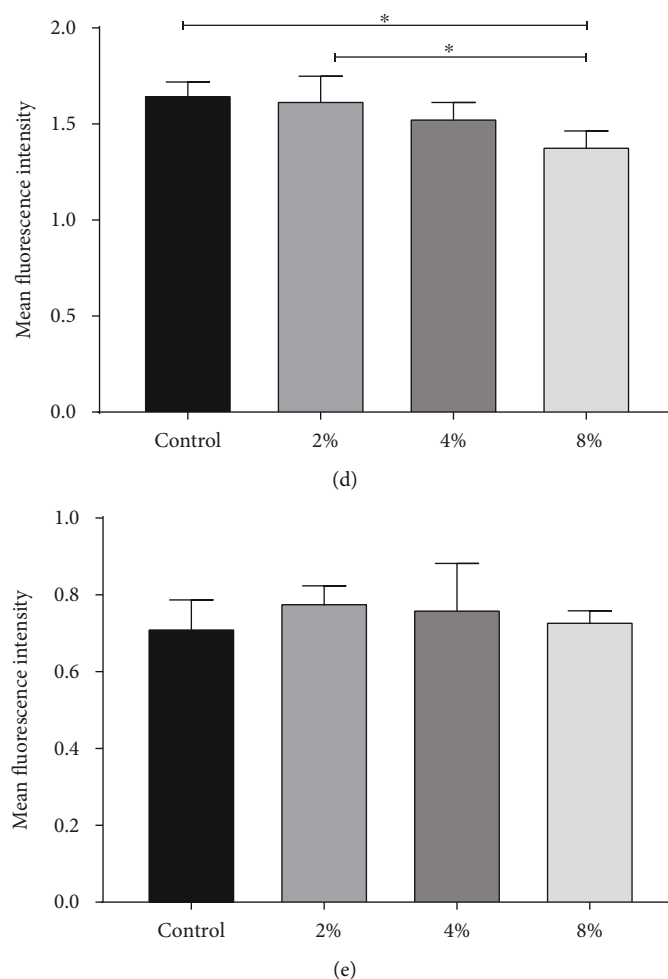 *
*
2.0
1.5
1.0
0.5
0.0
Mean fluorescence intensity
Control 2% 4% 8%
(d)
1.0
0.8
0.6
0.4
0.2
0.0
Mean fluorescence intensity
Control 2% 4% 8%
(e)